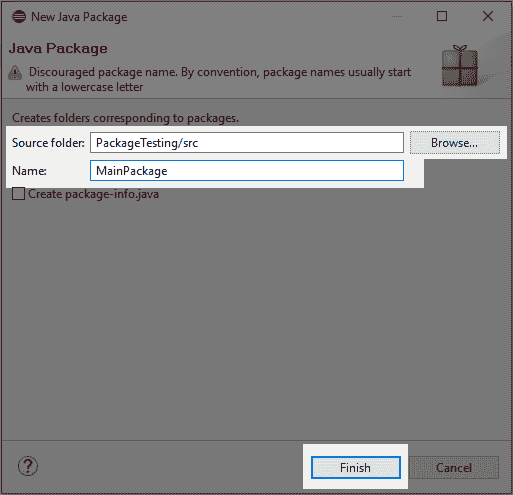 New Java Package
Java Package
Discouraged package name. By convention, package names usually start
with a lowercase letter
Creates folders corresponding to packages.
Source folder: PackageTesting/src Browse...
Name: MainPackage
Create package-info.java
? Finish Cancel